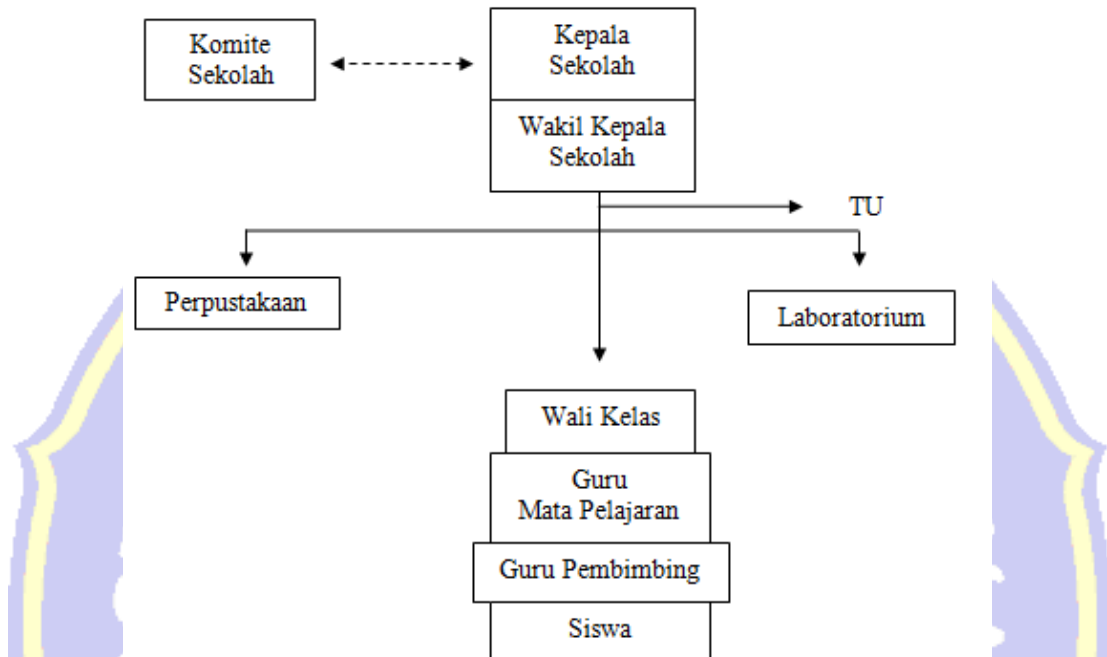 Komite
Sekolah
Kepala
Sekolah
Wakil Kepala
Sekolah
TU
Perpustakaan
Laboratorium
Wali Kelas
Guru
Mata Pelajaran
Guru Pembimbing
Siswa